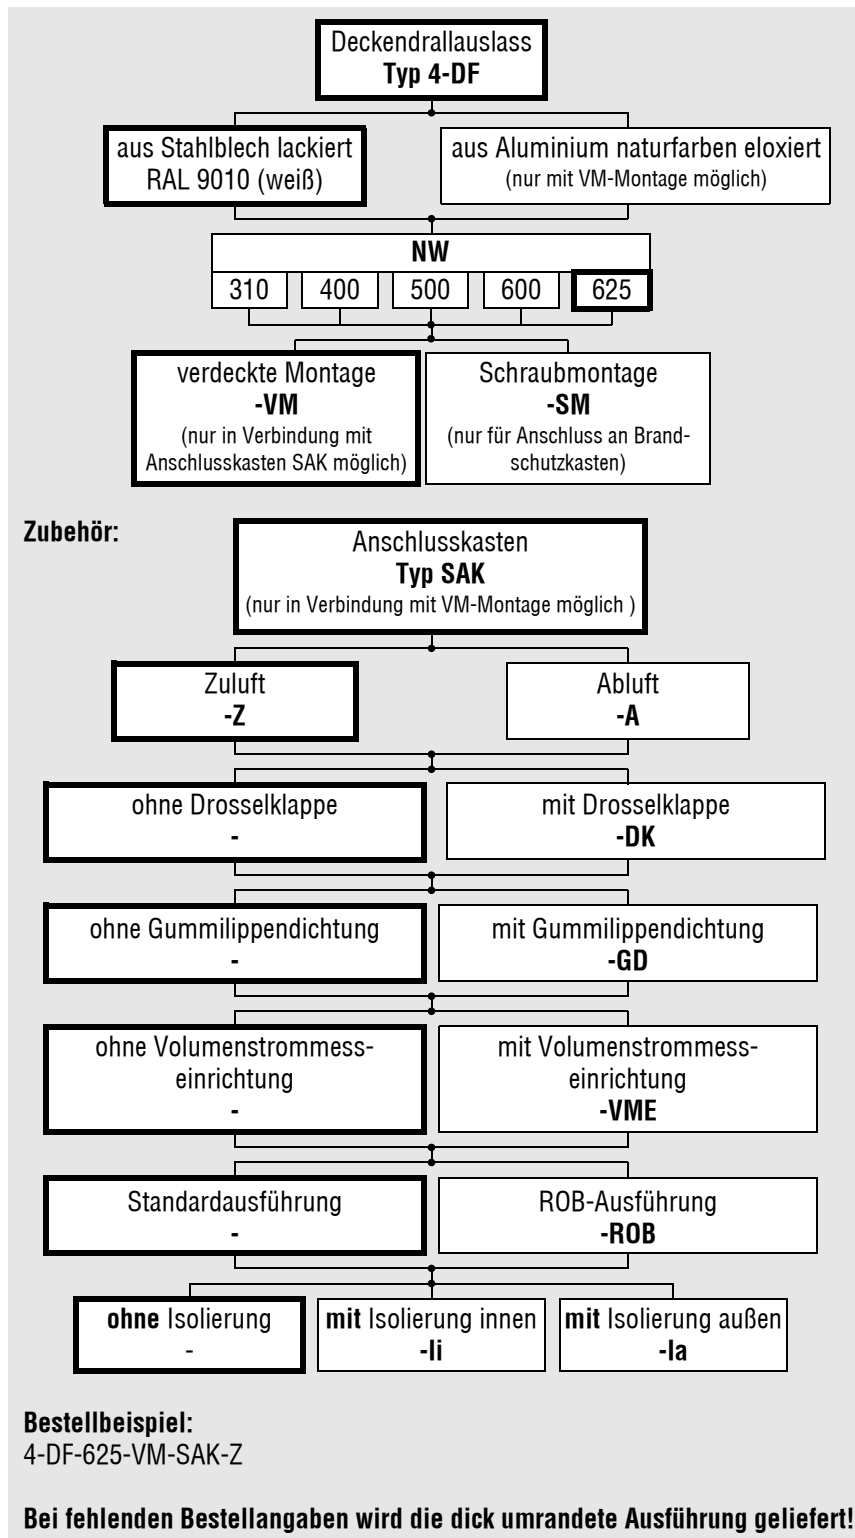 Deckendrallauslass
Typ 4-DF
aus Stahlblech lackiert
RAL 9010 (weiß)
aus Aluminium naturfarben eloxiert
(nur mit VM-Montage möglich)
NW
310 400 500 600 625
verdeckte Montage
-VM
(nur in Verbindung mit
Anschlusskasten SAK möglich)
Schraubmontage
-SM
(nur für Anschluss an Brand-
schutzkasten)
Zubehör:
Anschlusskasten
Typ SAK
(nur in Verbindung mit VM-Montage möglich )
Zuluft
-Z
Abluft
-A
ohne Drosselklappe
-
mit Drosselklappe
-DK
ohne Gummilippendichtung
-
mit Gummilippendichtung
-GD
ohne Volumenstrommess-
einrichtung
-
mit Volumenstrommess-
einrichtung
-VME
Standardausführung
-
ROB-Ausführung
-ROB
ohne Isolierung
-
mit Isolierung innen
-Ii
mit Isolierung außen
-Ia
Bestellbeispiel:
4-DF-625-VM-SAK-Z
Bei fehlenden Bestellangaben wird die dick umrandete Ausführung geliefert!